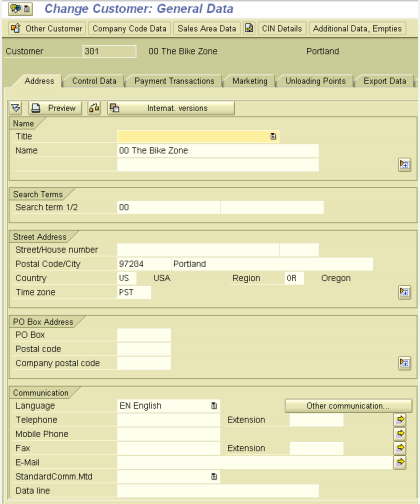 Change Customer: General Data
Other Customer Company Code Data Sales Area Data CIN Details Additional Data, Empties
Customer 301 00 The Bike Zone Portland
Address Control Data Payment Transactions Marketing Unloading Points Export Data
Preview Internat. versions
Name
Title
Name 00 The Bike Zone
Search Terms
Search term 1/2 00
Street Address
Street/House number
Postal Code/City 97204 Portland
Country US USA Region OR Oregon
Time zone PST
PO Box Address
PO Box
Postal code
Company postal code
Communication
Language EN English Other communication...
Telephone Extension
Mobile Phone
Fax Extension
E-Mail
StandardComm.Mtd
Data line